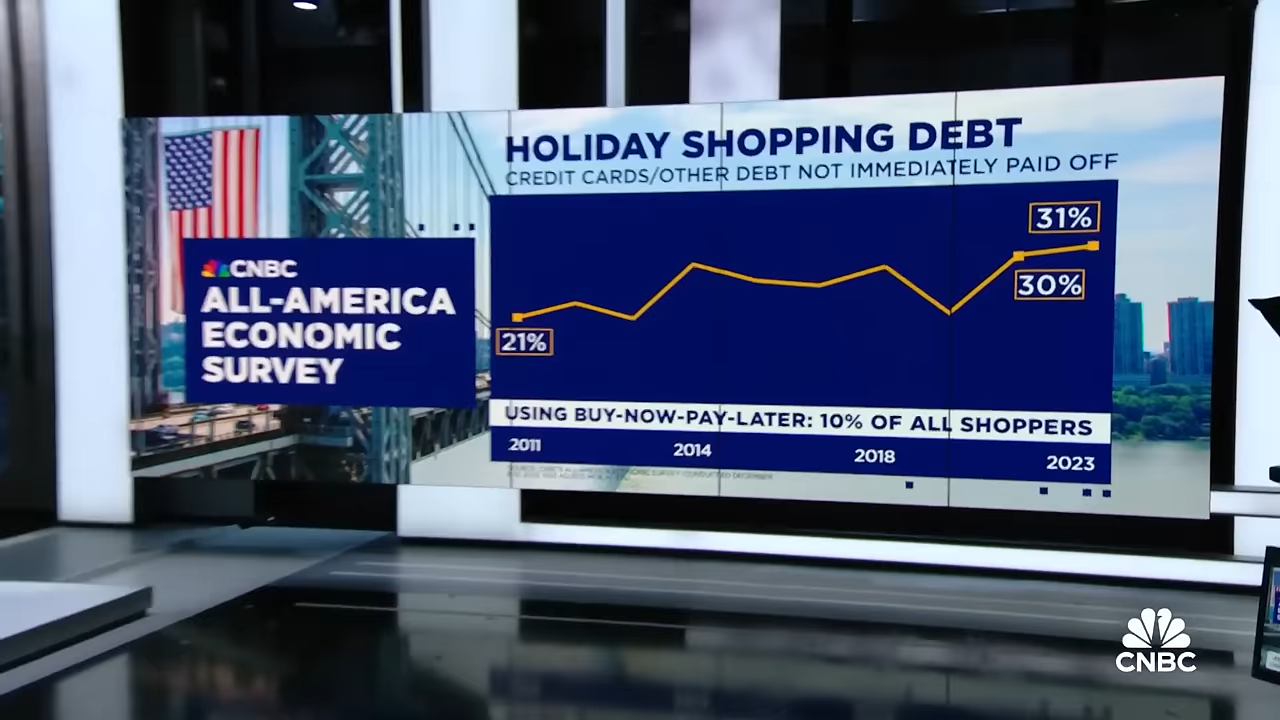 HOLIDAY SHOPPING DEBT
CREDIT CARDS/OTHER DEBT NOT IMMEDIATELY PAID OFF
CNBC
ALL-AMERICA
ECONOMIC
SURVEY
31%
30%
21%
USING BUY-NOW-PAY-LATER: 10% OF ALL SHOPPERS
2011 2014 2018 2023
CNBC